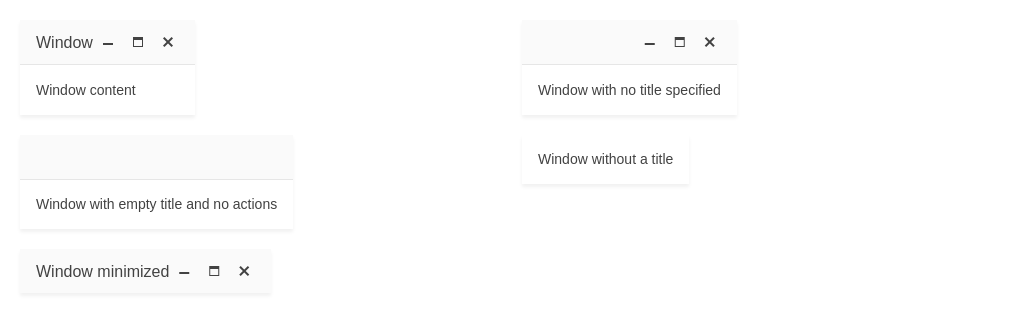 Window
Window content
Window with empty title and no actions
Window minimized
Window with no title specified
Window without a title